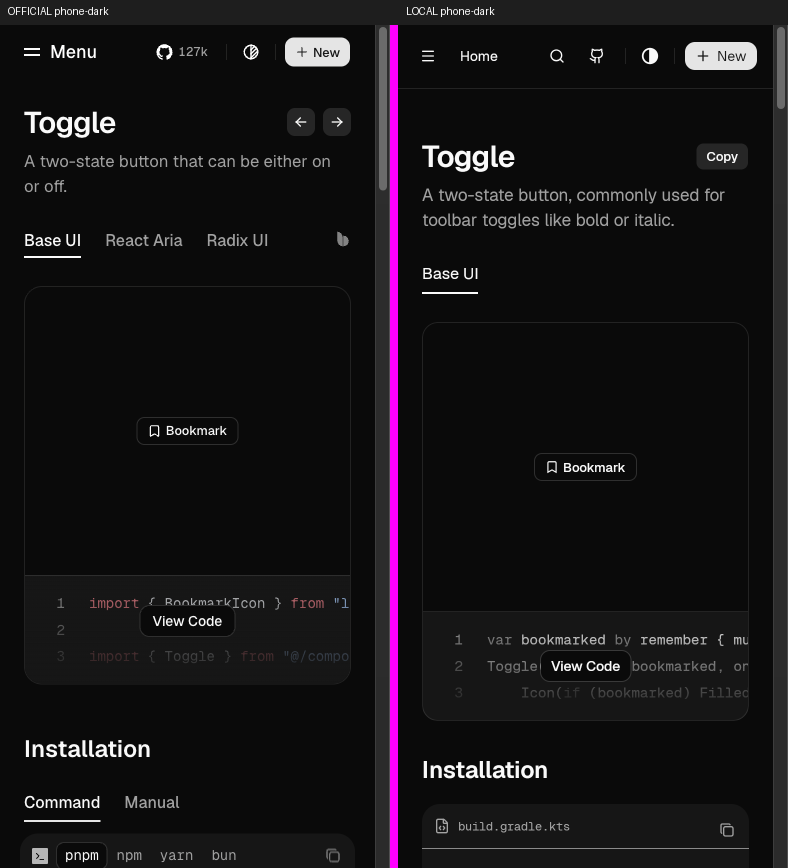 OFFICIAL phone-dark
Menu
127k
New
Toggle
A two-state button that can be either on
or off.
Base UI
React Aria
Radix UI
Bookmark
1 import { BookmarkIcon } from "l
2
View Code
3 import { Toggle } from "@/compo
Installation
Command
Manual
pnpm
npm
yarn
bun
LOCAL phone-dark
Home
New
Toggle
Copy
A two-state button, commonly used for
toolbar toggles like bold or italic.
Base UI
Bookmark
1 var bookmarked by remember { mu
2 Toggle bookmarked, on
View Code
3 Icon(if (bookmarked) Filled
Installation
build.gradle.kts